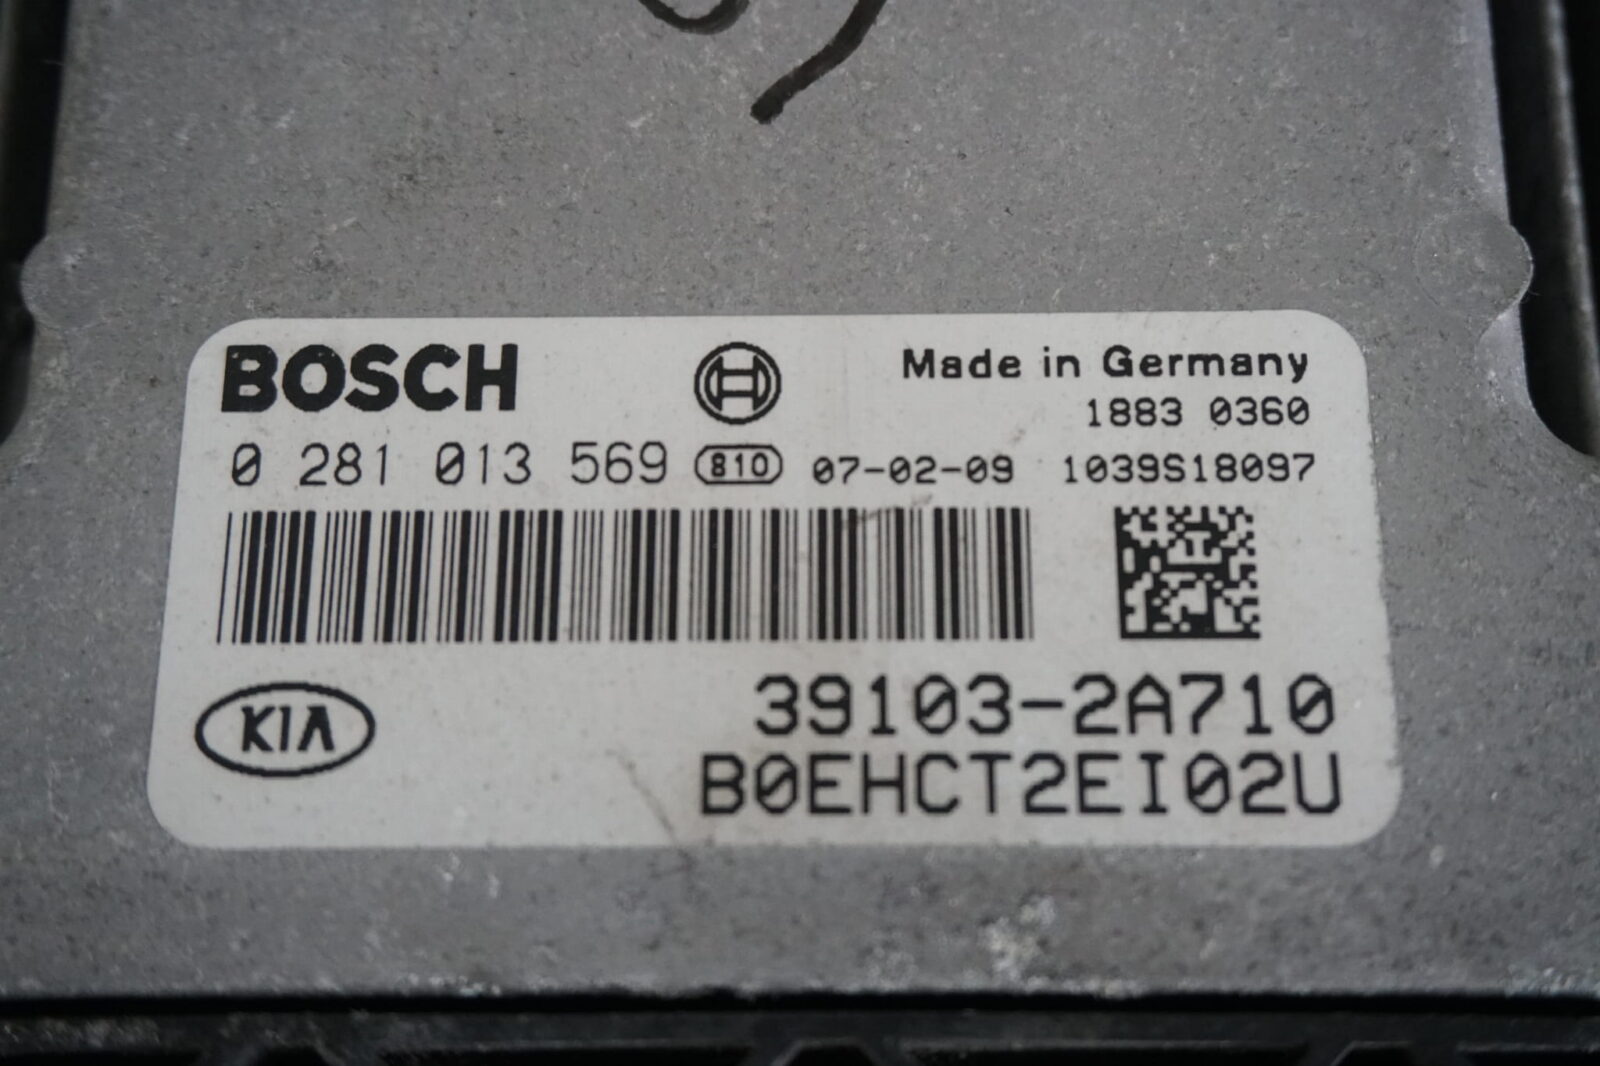 BOSCH
Made in Germany
1883 0360
0 281 013 569 810 07-02-09 1039S18097
KIA
39103-2A710
B0EHCT2EI02U